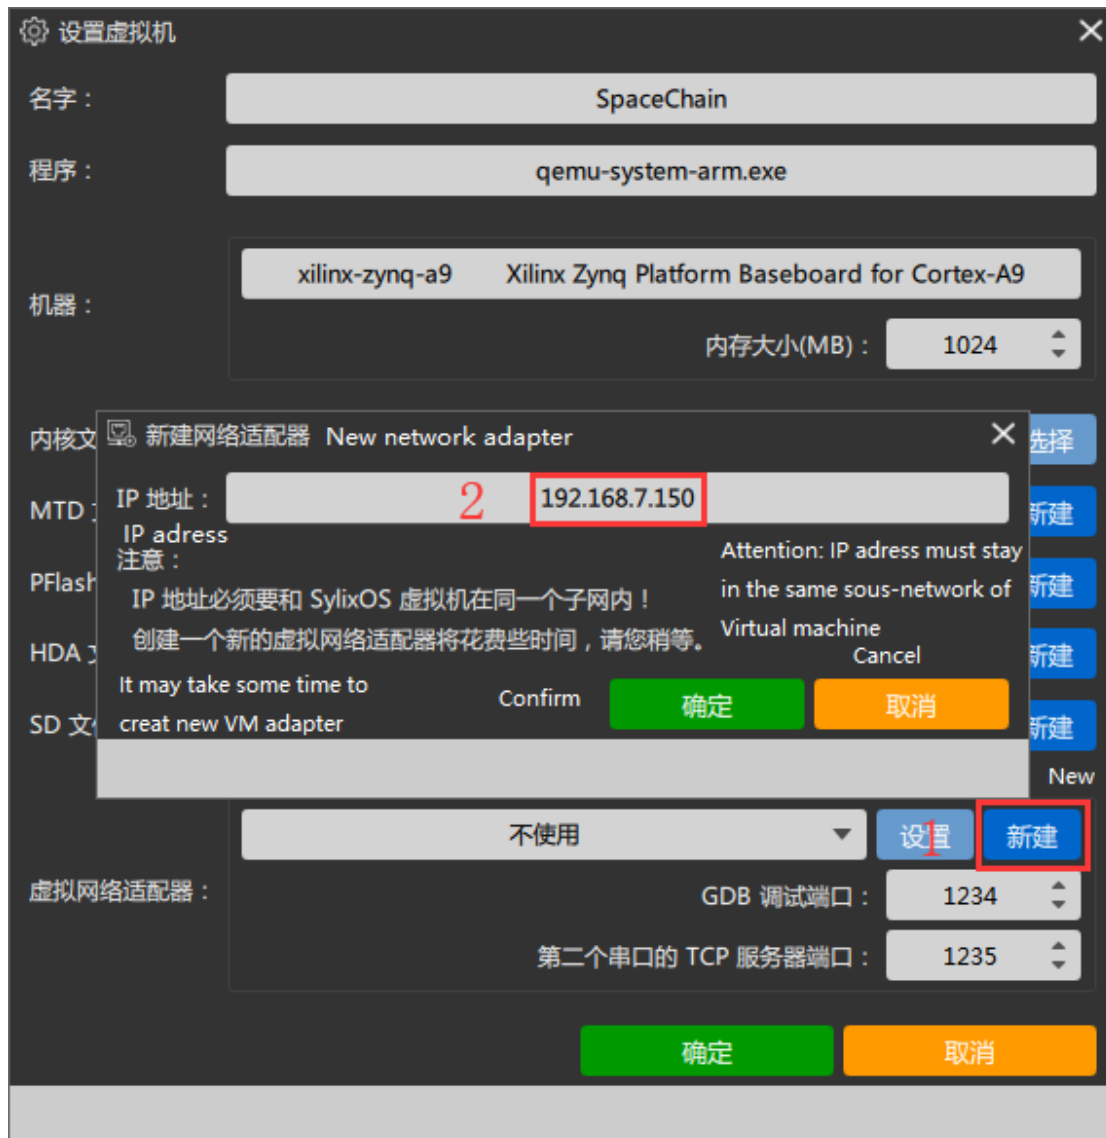 设置虚拟机
名字：
SpaceChain
程序：
qemu-system-arm.exe
xilinx-zynq-a9 Xilinx Zynq Platform Baseboard for Cortex-A9
机器：
内存大小(MB)： 1024
内核文
选择
新建网络适配器 New network adapter
IP 地址： 2 192.168.7.150
MTD
新建
IP adress
注意：
Attention: IP adress must stay
in the same sous-network of
Virtual machine
PFlash
新建
IP 地址必须要和 SylixOS 虚拟机在同一个子网内！
创建一个新的虚拟网络适配器将花费些时间，请您稍等。
HDA
新建
Cancel
It may take some time to
creat new VM adapter
Confirm
确定
取消
SD 文
新建
New
不使用
设置
1
新建
虚拟网络适配器：
GDB 调试端口： 1234
第二个串口的 TCP 服务器端口： 1235
确定
取消